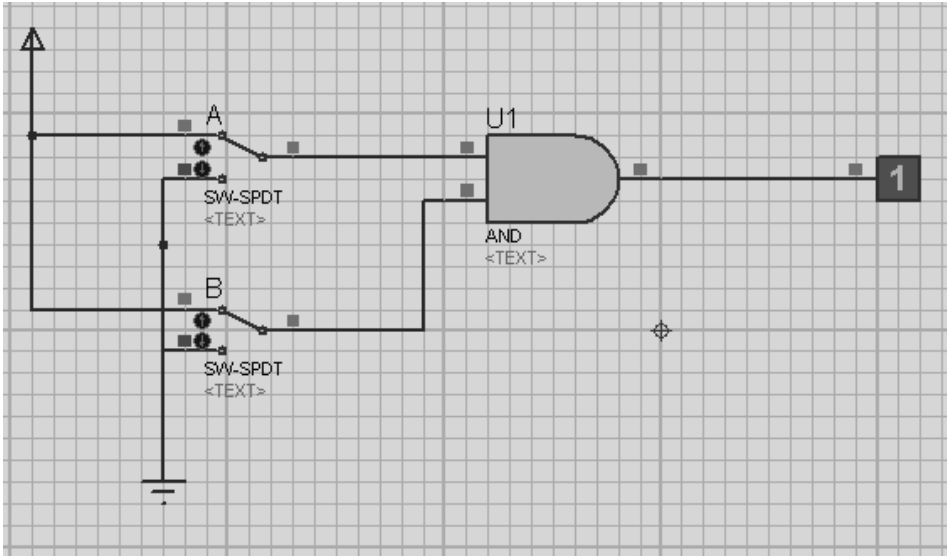 A
SW-SPDT
<TEXT>
B
SW-SPDT
<TEXT>
U1
AND
<TEXT>
1